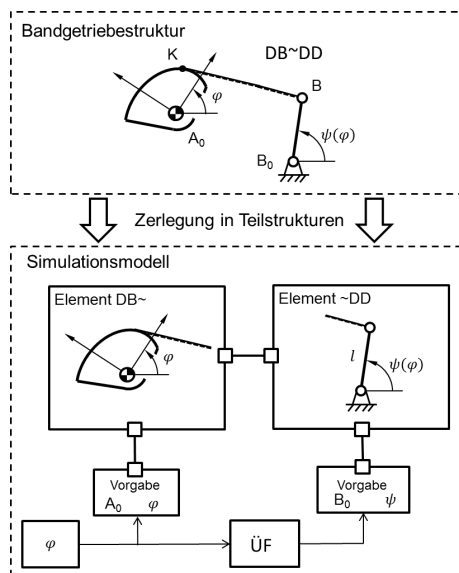 Bandgetriebestruktur
K
DB~DD
B
φ
ψ(φ)
A₀
B₀
Zerlegung in Teilstrukturen
Simulationsmodell
Element DB~
Element ~DD
φ
l
ψ(φ)
Vorgabe
A₀ φ
Vorgabe
B₀ ψ
φ
ÜF